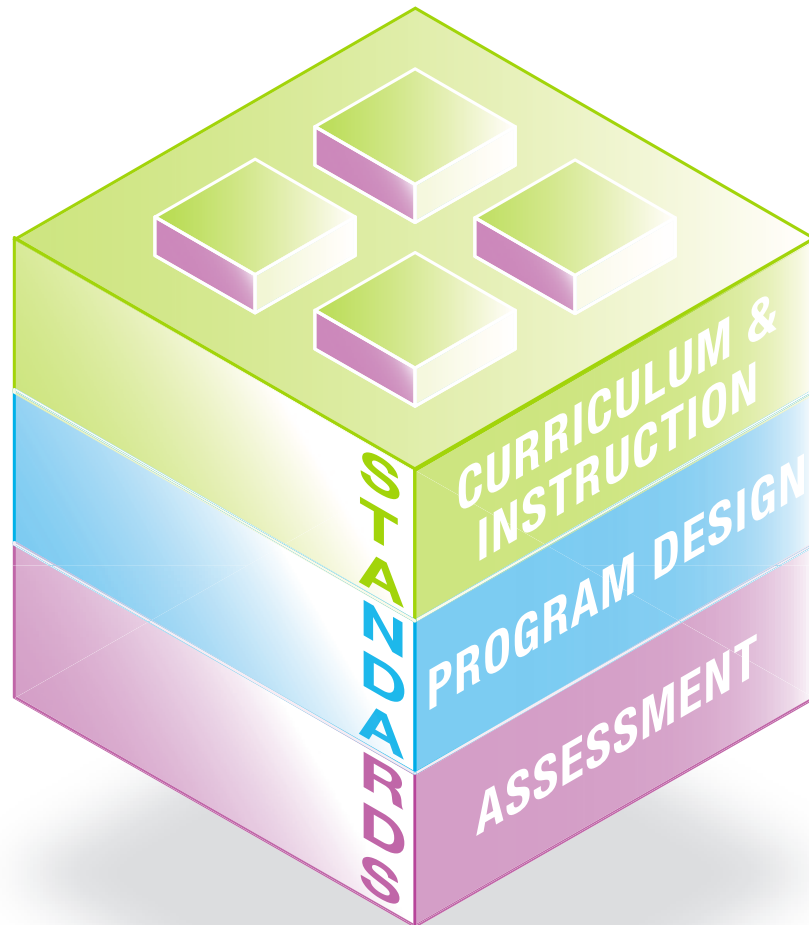 STANDARDS
CURRICULUM &
INSTRUCTION
PROGRAM DESIGN
ASSESSMENT